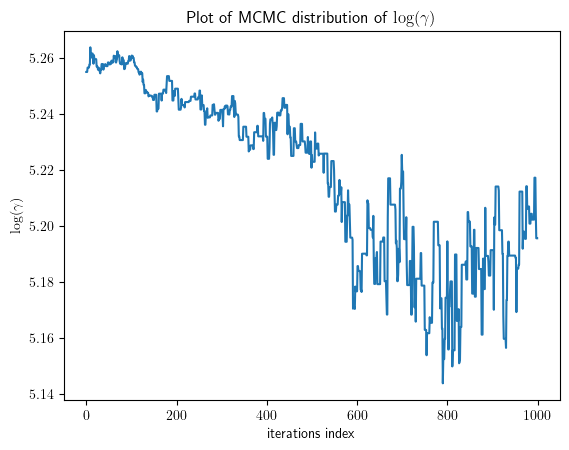 Plot of MCMC distribution of log(γ)
log(γ)
5.26
5.24
5.22
5.20
5.18
5.16
5.14
0 200 400 600 800 1000
iterations index